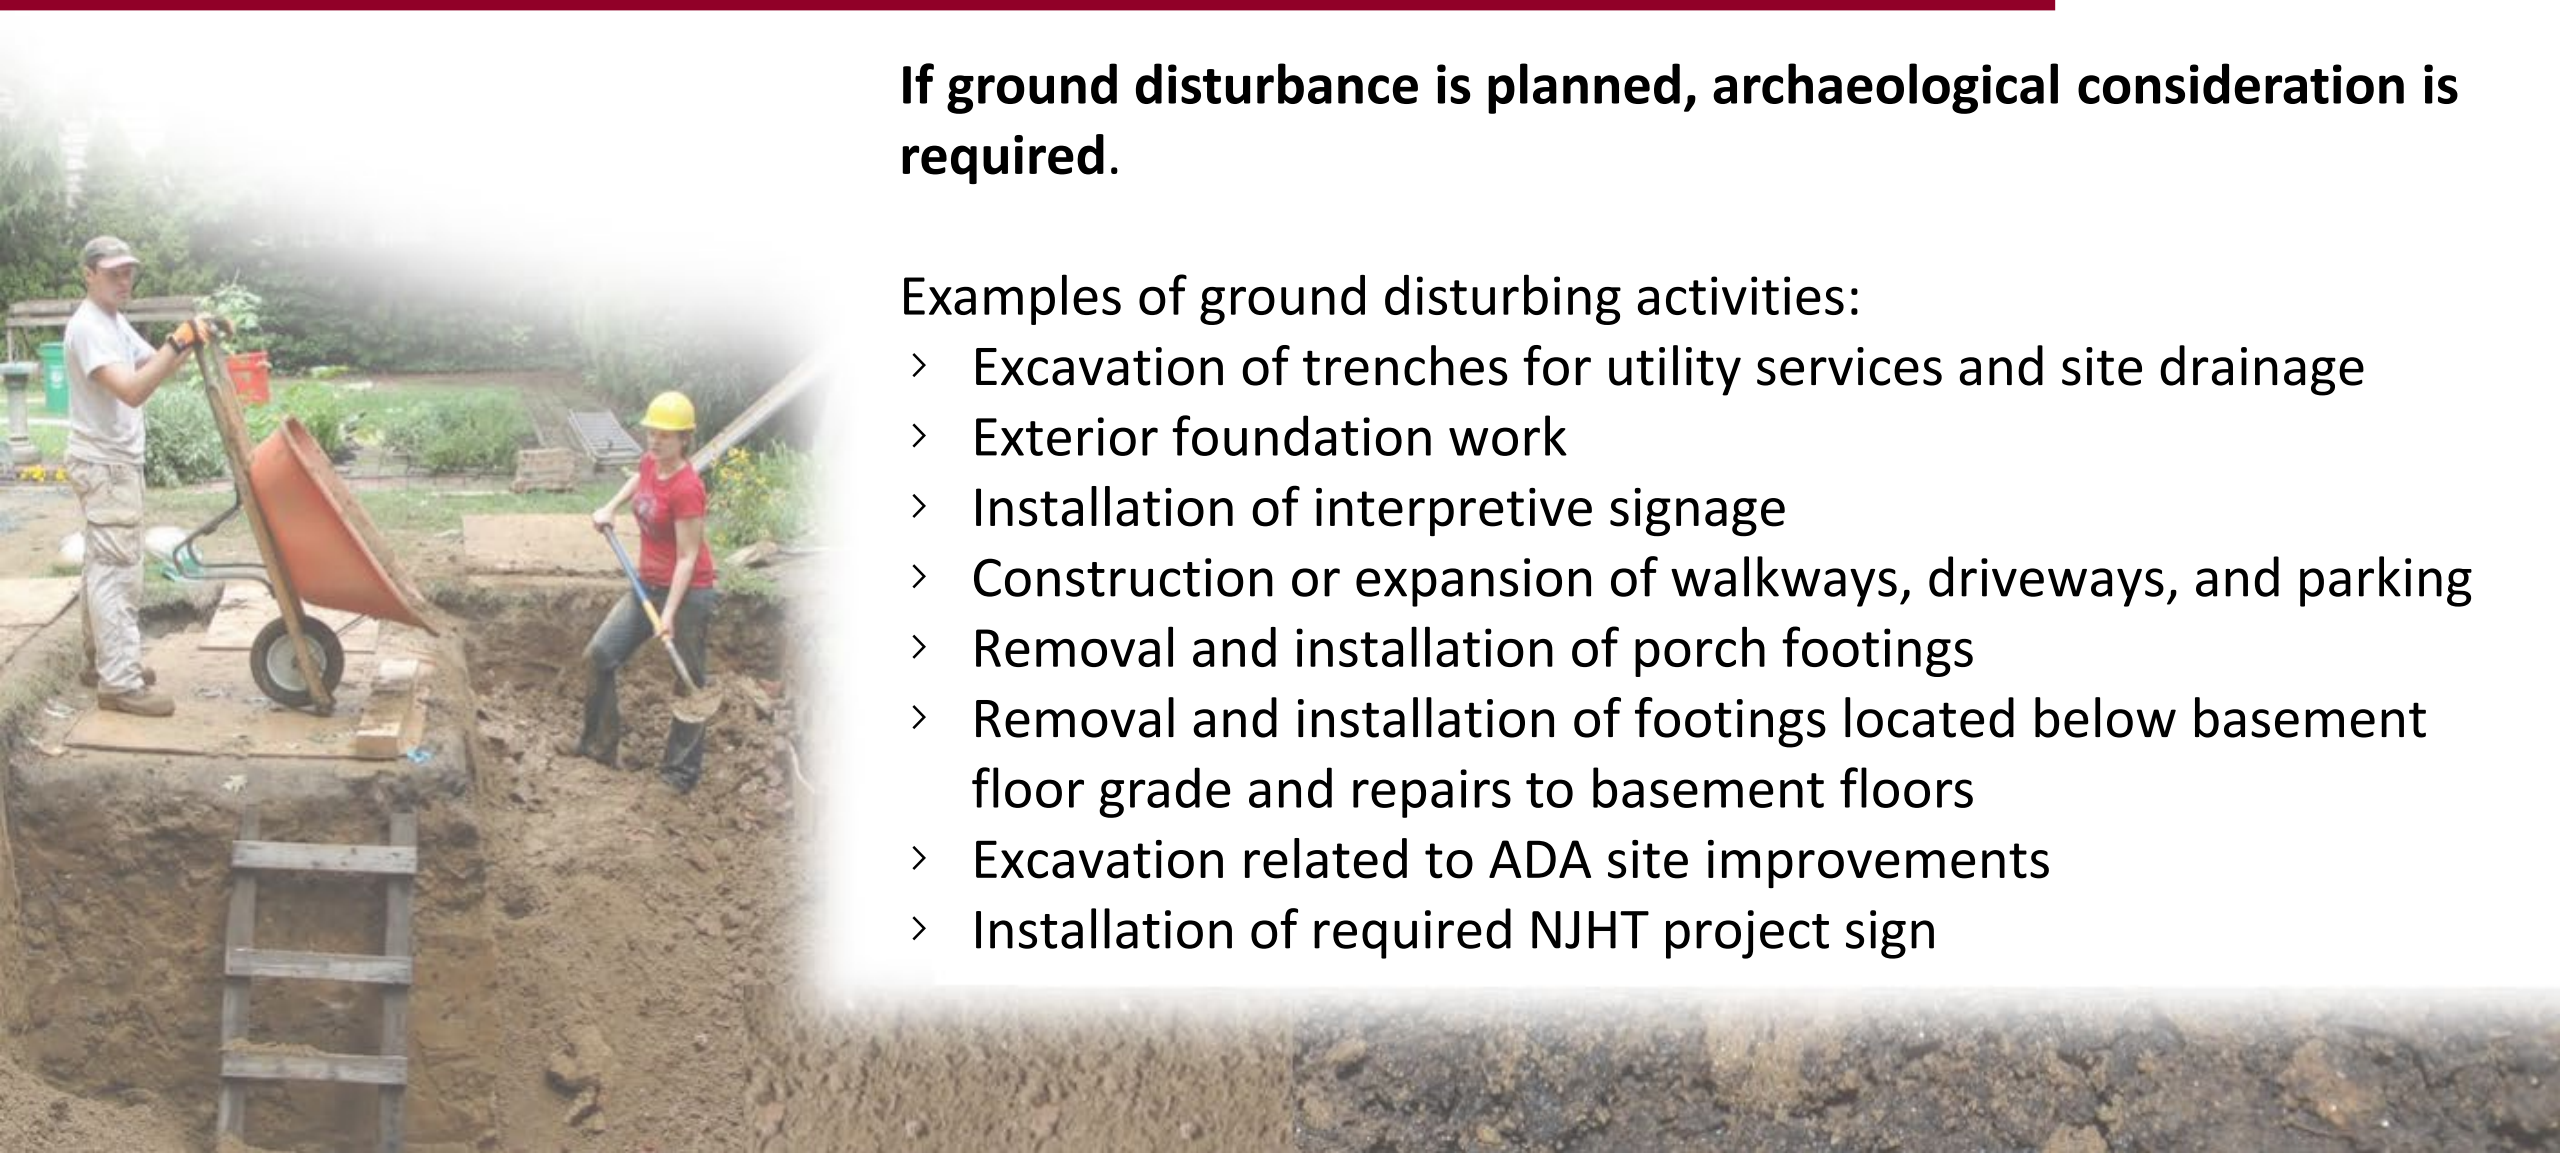 If ground disturbance is planned, archaeological consideration is
required.
Examples of ground disturbing activities:
› Excavation of trenches for utility services and site drainage
› Exterior foundation work
› Installation of interpretive signage
› Construction or expansion of walkways, driveways, and parking
› Removal and installation of porch footings
› Removal and installation of footings located below basement
floor grade and repairs to basement floors
› Excavation related to ADA site improvements
› Installation of required NJHT project sign